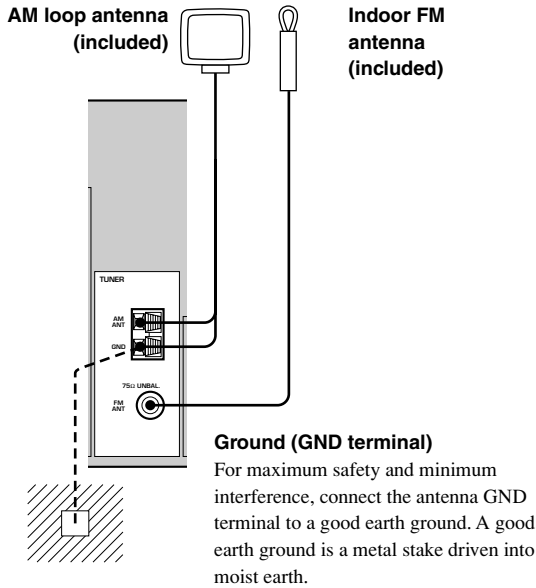 AM loop antenna
(included)
Indoor FM
antenna
(included)
TUNER
AM
ANT
GND
75Ω UNBAL.
FM
ANT
Ground (GND terminal)
For maximum safety and minimum
interference, connect the antenna GND
terminal to a good earth ground. A good
earth ground is a metal stake driven into
moist earth.